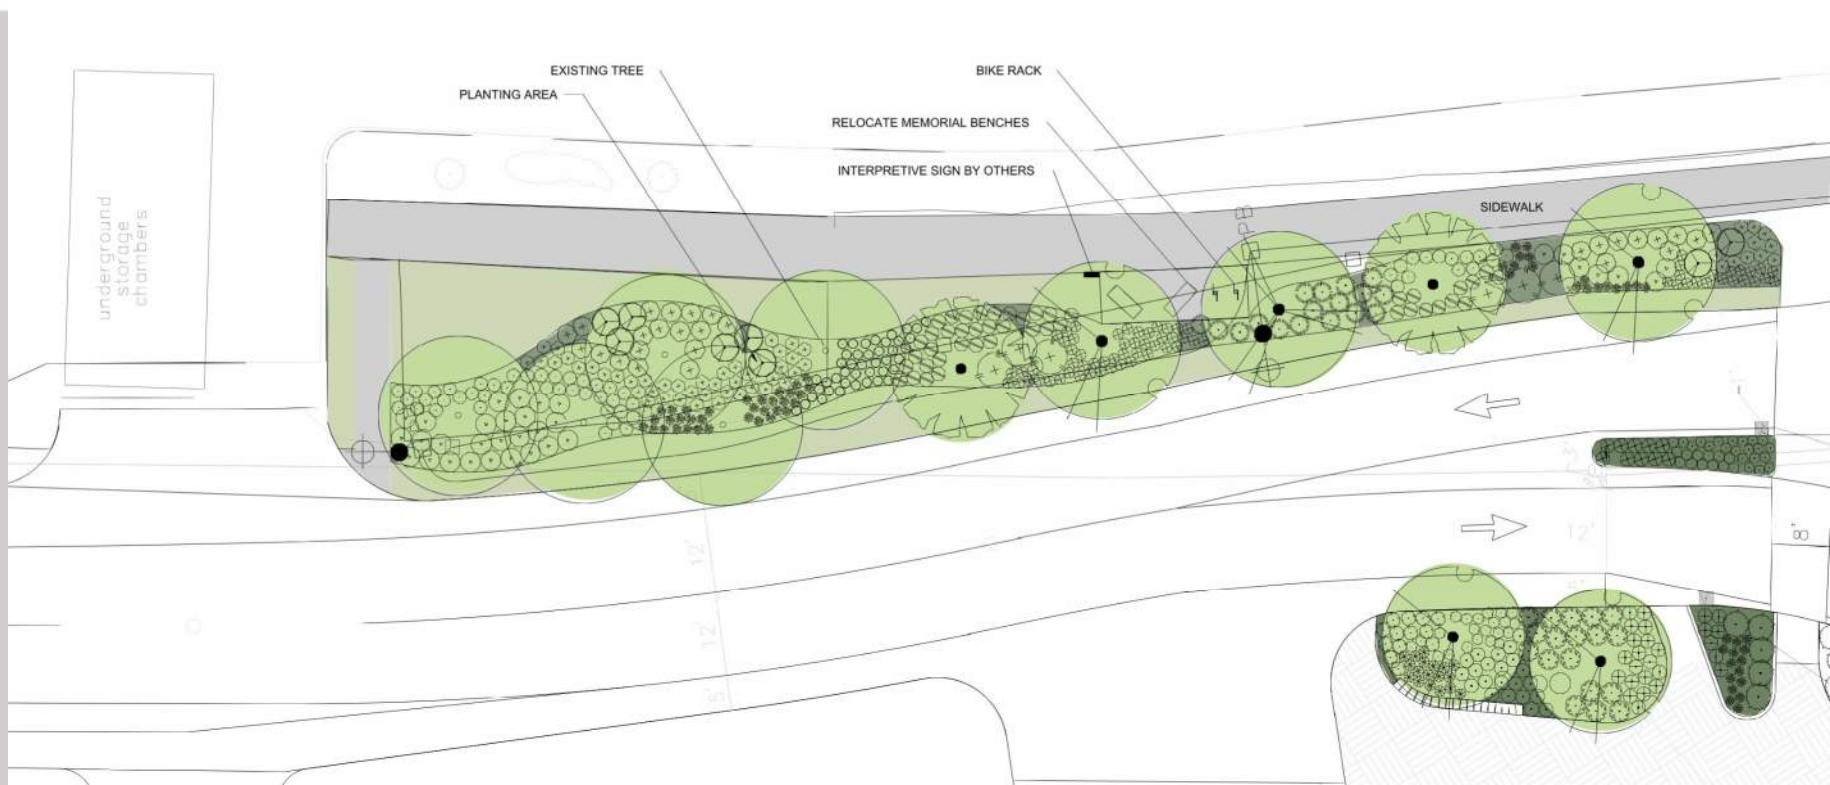 EXISTING TREE
PLANTING AREA
BIKE RACK
RELOCATE MEMORIAL BENCHES
INTERPRETIVE SIGN BY OTHERS
SIDEWALK
underground
storage
chambers
12'
12'
5'
12'
8'